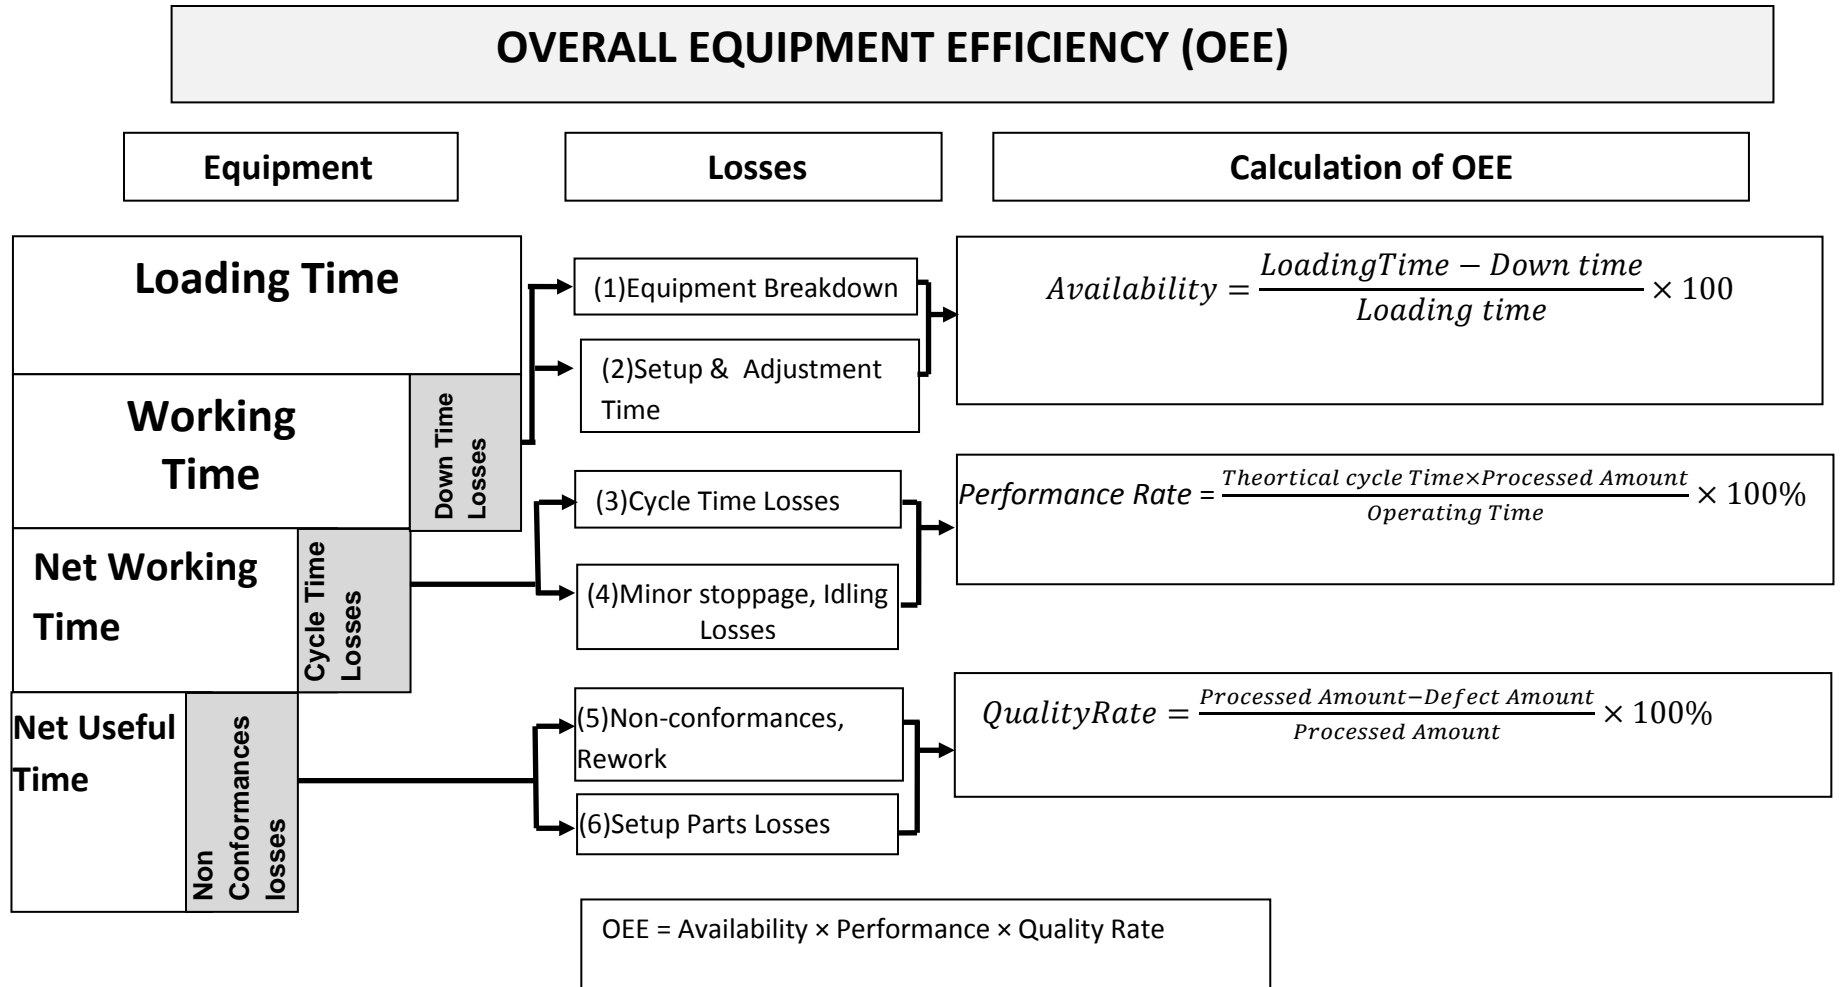 OVERALL EQUIPMENT EFFICIENCY (OEE)
Equipment
Losses
Calculation of OEE
Loading Time
Working
Time
Down Time
Losses
Net Working
Time
Cycle Time
Losses
Net Useful
Time
Non
Conformances
losses
(1)Equipment Breakdown
(2)Setup & Adjustment
Time
(3)Cycle Time Losses
(4)Minor stoppage, Idling
Losses
(5)Non-conformances,
Rework
(6)Setup Parts Losses
Availability = LoadingTime − Down time / Loading time × 100
Performance Rate = Theortical cycle Time×Processed Amount / Operating Time × 100%
QualityRate = Processed Amount−Defect Amount / Processed Amount × 100%
OEE = Availability × Performance × Quality Rate